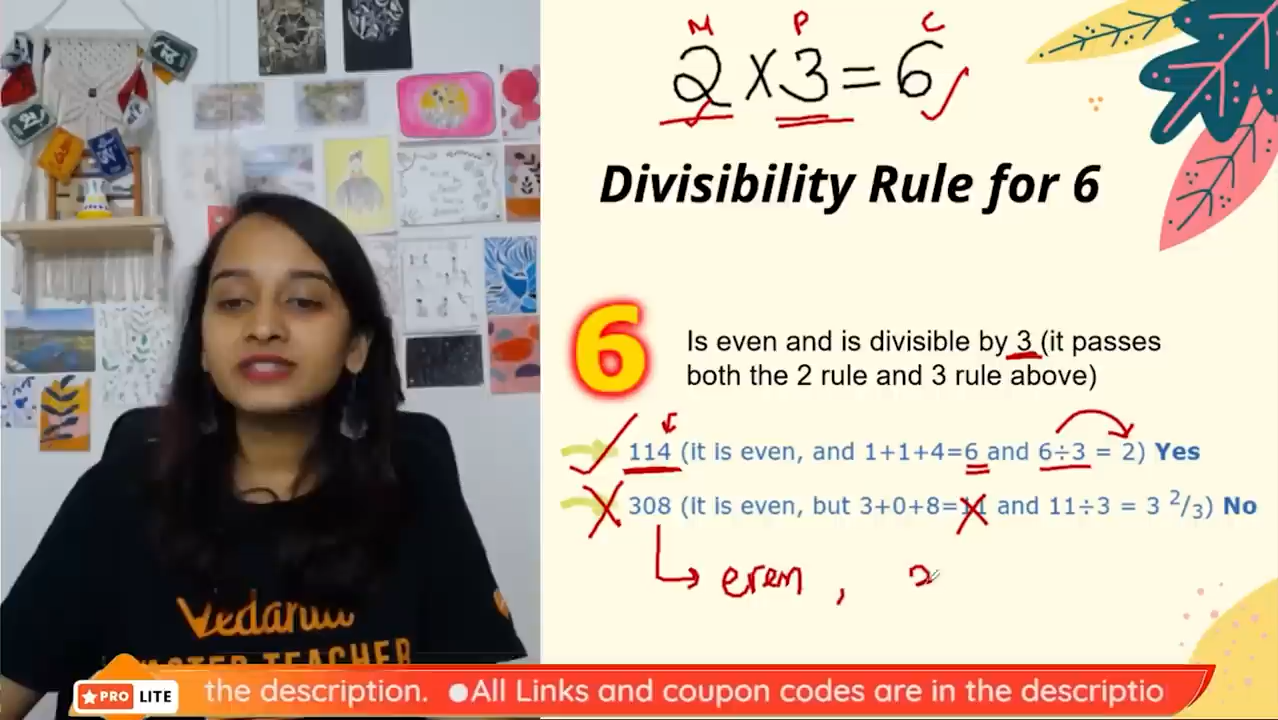 M P C
2 X 3 = 6
Divisibility Rule for 6
6
Is even and is divisible by 3 (it passes
both the 2 rule and 3 rule above)
114 (it is even, and 1+1+4=6 and 6÷3 = 2) Yes
308 (it is even, but 3+0+8=11 and 11÷3 = 3 2/3) No
even ,
Vedantu
MASTER TEACHER
PRO LITE
the description. ●All Links and coupon codes are in the descriptio